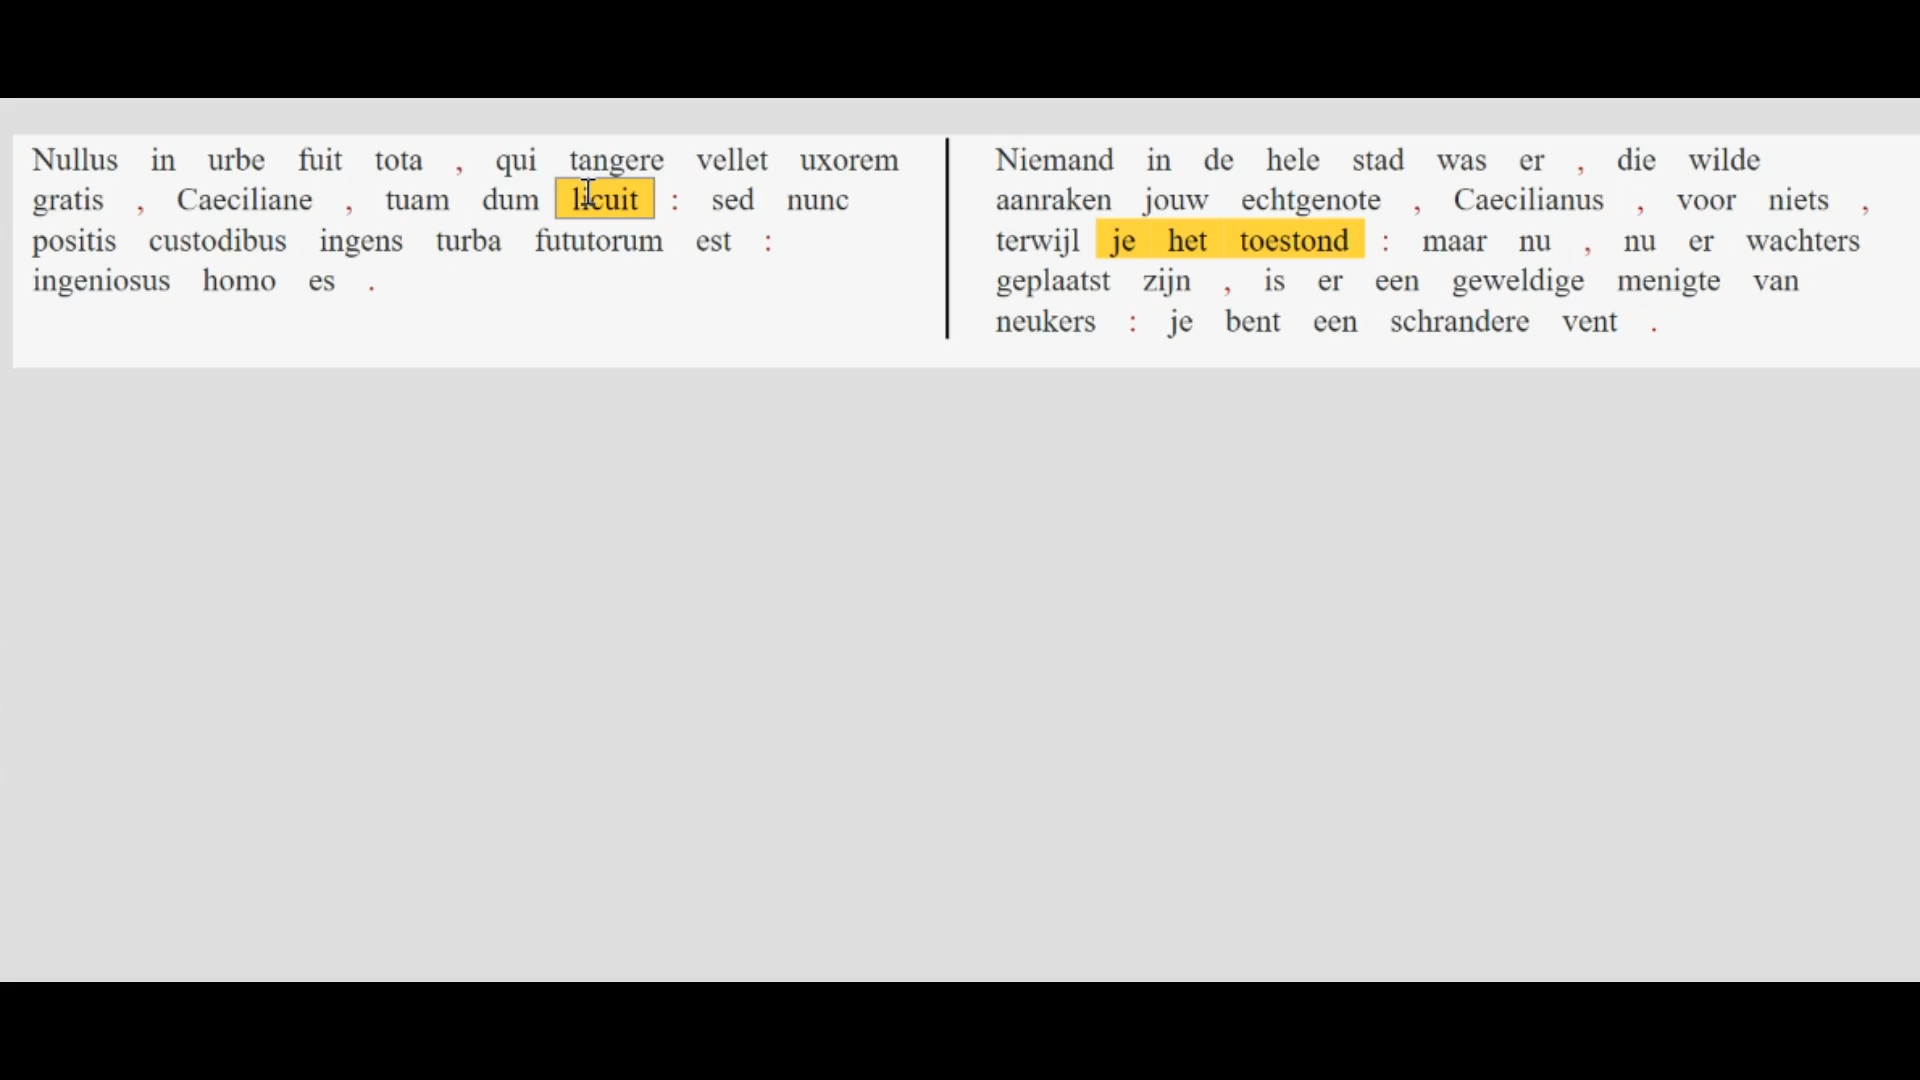 Nullus in urbe fuit tota , qui tangere vellet uxorem
gratis , Caeciliane , tuam dum licuit : sed nunc
positis custodibus ingens turba fututorum est :
ingeniosus homo es .
Niemand in de hele stad was er , die wilde
aanraken jouw echtgenote , Caecilianus , voor niets ,
terwijl je het toestond : maar nu , nu er wachters
geplaatst zijn , is er een geweldige menigte van
neukers : je bent een schrandere vent .